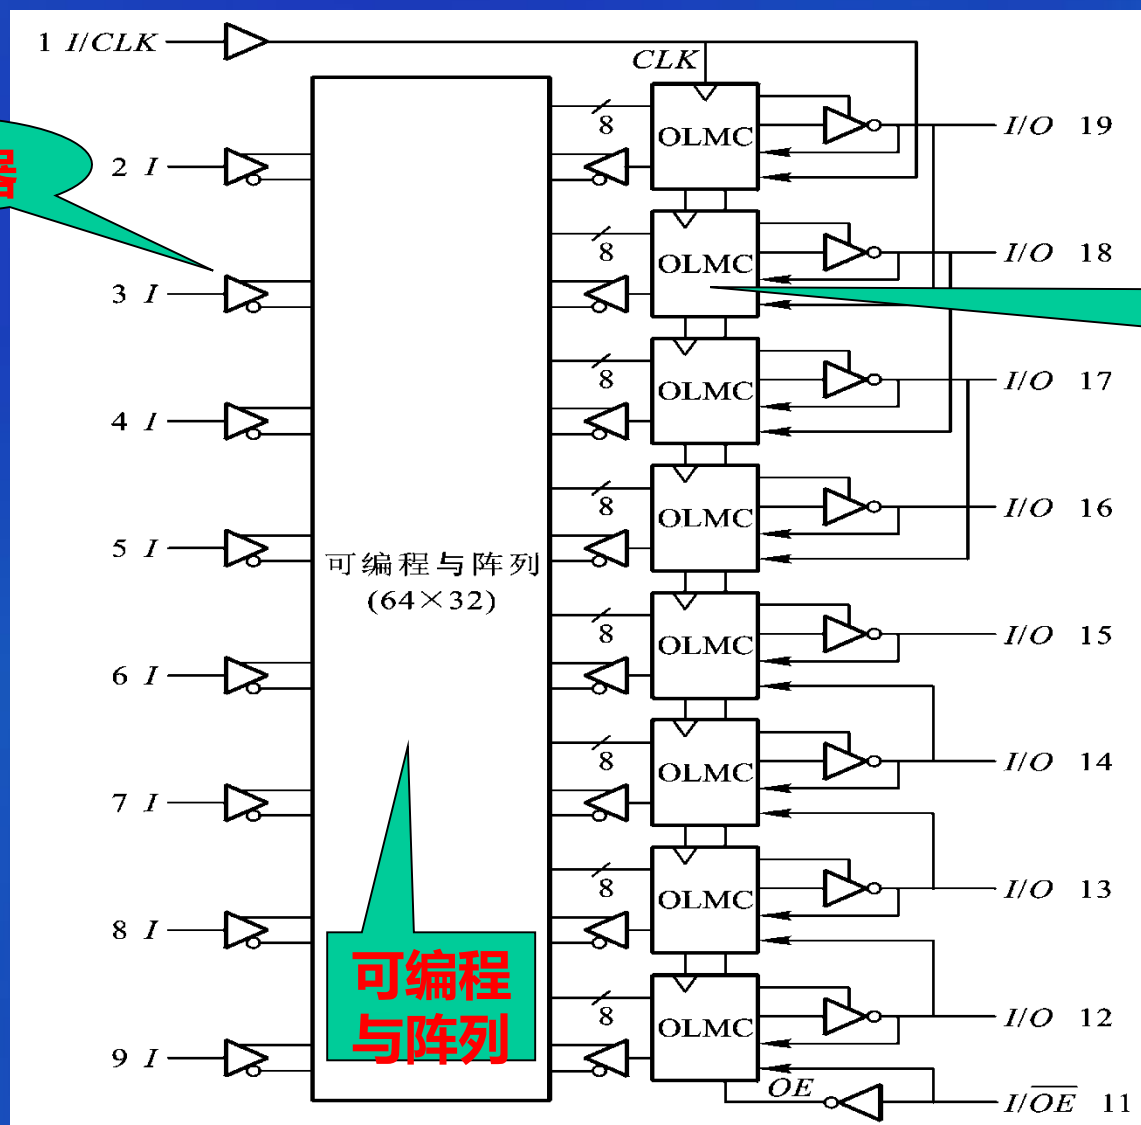 1 I/CLK
CLK
8
OLMC
I/O 19
器
2 I
8
OLMC
I/O 18
3 I
8
OLMC
I/O 17
4 I
8
OLMC
I/O 16
5 I
可编程与阵列
(64×32)
8
OLMC
I/O 15
6 I
8
OLMC
I/O 14
7 I
8
OLMC
I/O 13
8 I
可编程
与阵列
8
OLMC
I/O 12
9 I
OE
I/O̅E̅ 11